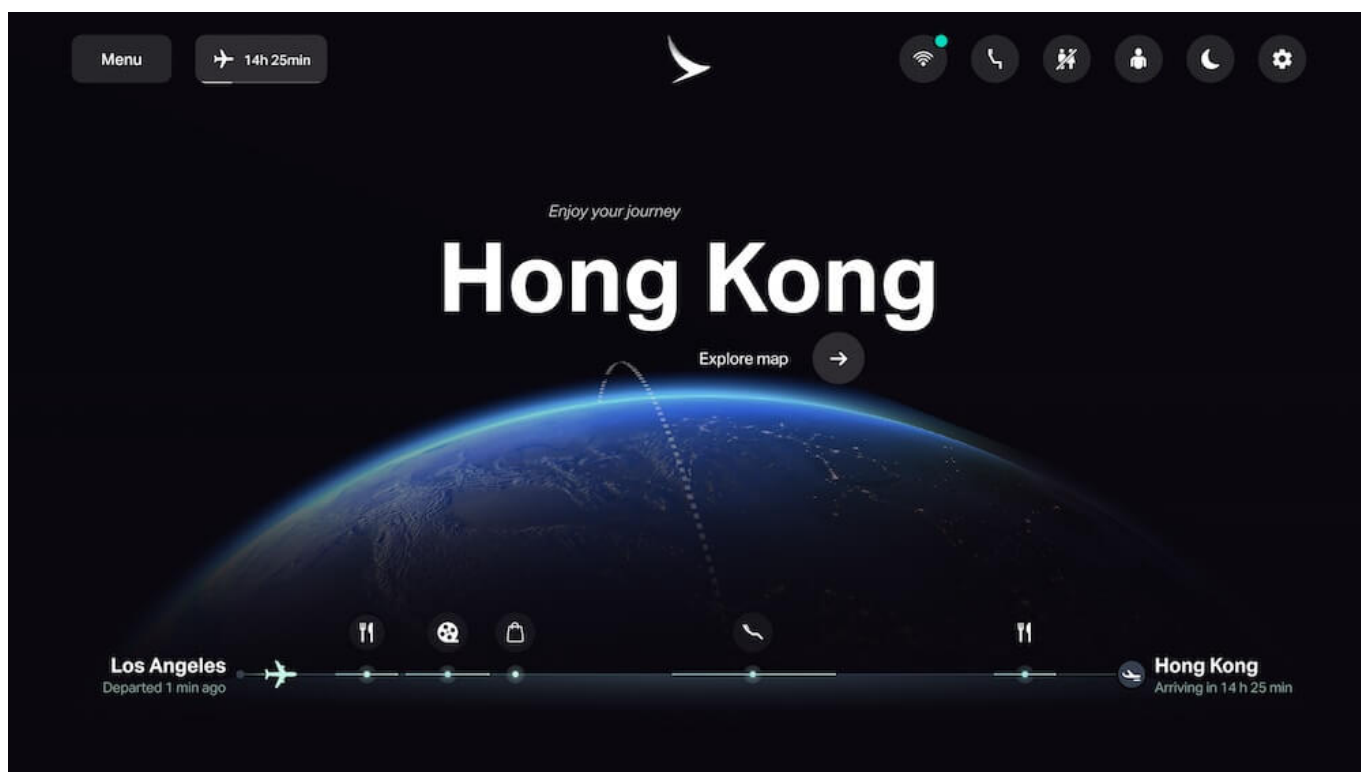 Menu
14h 25min
Enjoy your journey
Hong Kong
Explore map
Los Angeles
Departed 1 min ago
Hong Kong
Arriving in 14 h 25 min